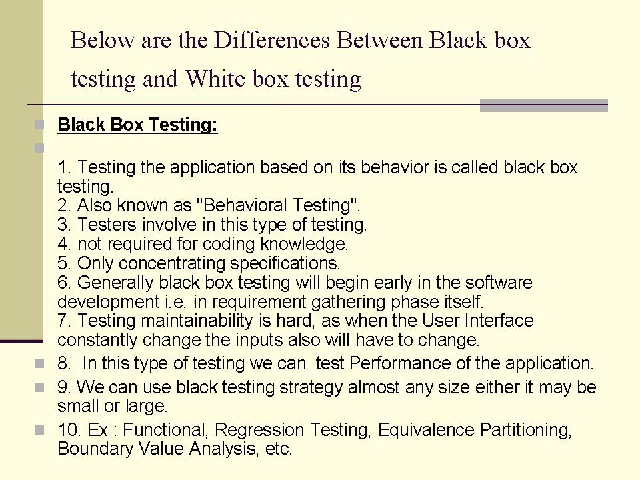 Below are the Differences Between Black box
testing and White box testing
Black Box Testing:
1. Testing the application based on its behavior is called black box
testing.
2. Also known as "Behavioral Testing".
3. Testers involve in this type of testing.
4. not required for coding knowledge.
5. Only concentrating specifications.
6. Generally black box testing will begin early in the software
development i.e. in requirement gathering phase itself.
7. Testing maintainability is hard, as when the User Interface
constantly change the inputs also will have to change.
8. In this type of testing we can test Performance of the application.
9. We can use black testing strategy almost any size either it may be
small or large.
10. Ex : Functional, Regression Testing, Equivalence Partitioning,
Boundary Value Analysis, etc.